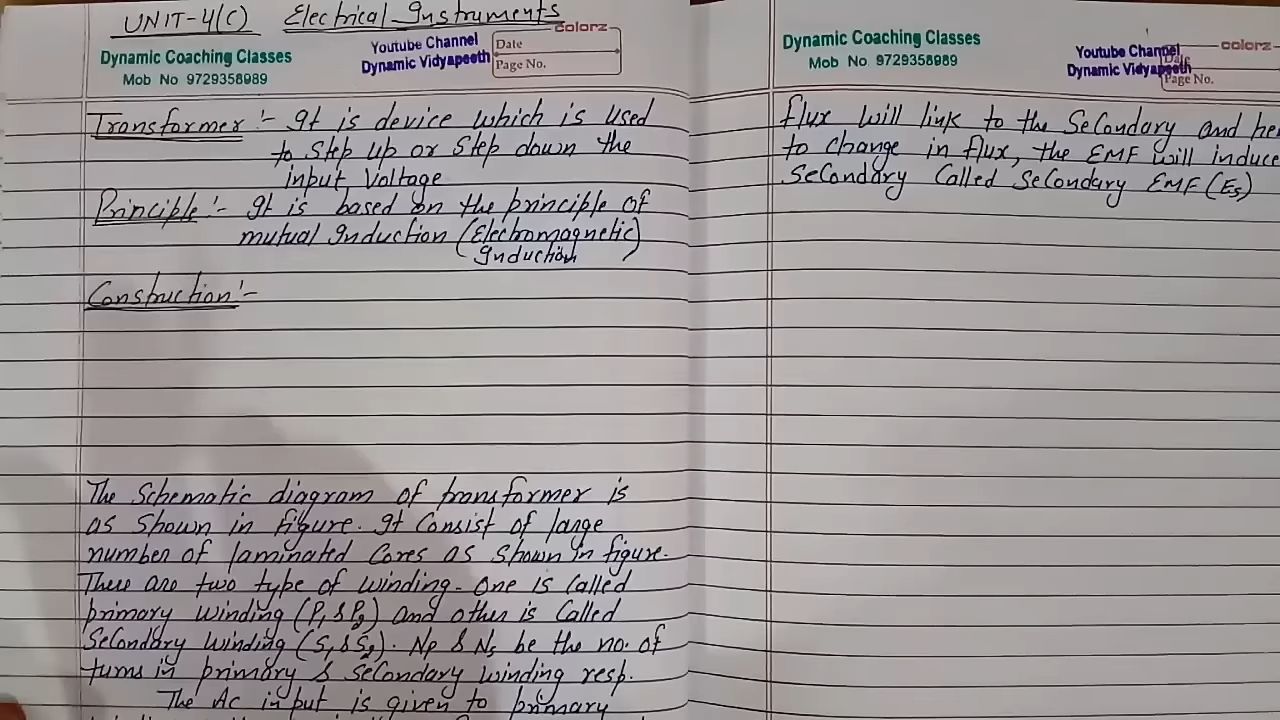 UNIT-4(C) Electrical Instruments
colorz
Dynamic Coaching Classes
Mob No 9729358989
Youtube Channel
Dynamic Vidyapeeth
Date
Page No.
Transformer :- It is device which is used
to Step up or Step down the
input Voltage
Principle :- It is based on the principle of
mutual Induction (Electromagnetic)
Induction
Construction :-
The Schematic diagram of transformer is
as Shown in figure. It Consist of large
number of laminated Cores as Shown in figure.
There are two type of winding. One is Called
primary winding (P₁ & P₂) and other is Called
Secondary winding (S₁ & S₂). Np & Ns be the no. of
turns in primary & Secondary winding resp.
The AC input is given to primary
Dynamic Coaching Classes
Mob No 9729358989
Youtube Channel
Dynamic Vidyapeeth
colorz
Date
Page No.
flux will link to the Secondary and he
to change in flux, the EMF will induce
Secondary Called Secondary EMF (Es)